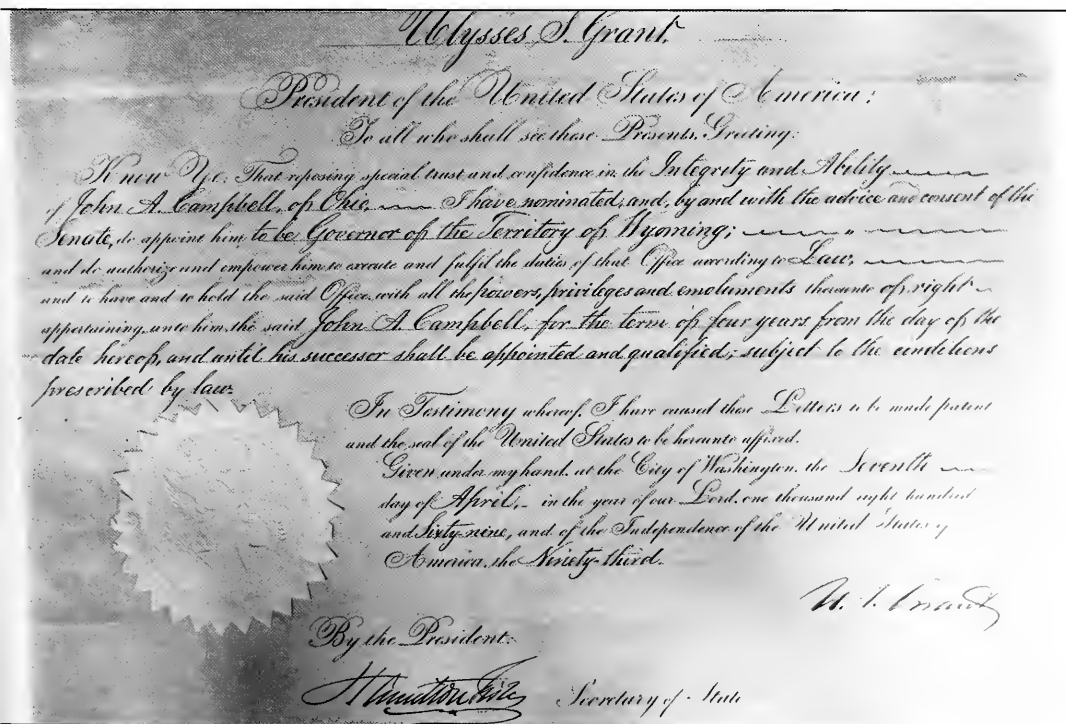 Ulysses S. Grant.
President of the United States of America:
To all who shall see these Presents, Greeting:
Know Ye: That reposing special trust and confidence in the Integrity and Ability
of John A. Campbell, of Ohio, I have nominated, and, by and with the advice and consent of the
Senate, do appoint him to be Governor of the Territory of Wyoming;
and do authorize and empower him to execute and fulfil the duties of that Office according to Law,
and to have and to hold the said Office, with all the powers, privileges and emoluments thereunto of right
appertaining, unto him, the said John A. Campbell, for the term of four years from the day of the
date hereof, and until his successor shall be appointed and qualified; subject to the conditions
prescribed by law.
In Testimony whereof, I have caused these Letters to be made patent
and the seal of the United States to be hereunto affixed.
Given under my hand, at the City of Washington, the Seventh
day of April, in the year of our Lord, one thousand eight hundred
and Sixty-nine, and of the Independence of the United States of
America, the Ninety-third.
U. S. Grant
By the President:
Hamilton Fish
Secretary of State